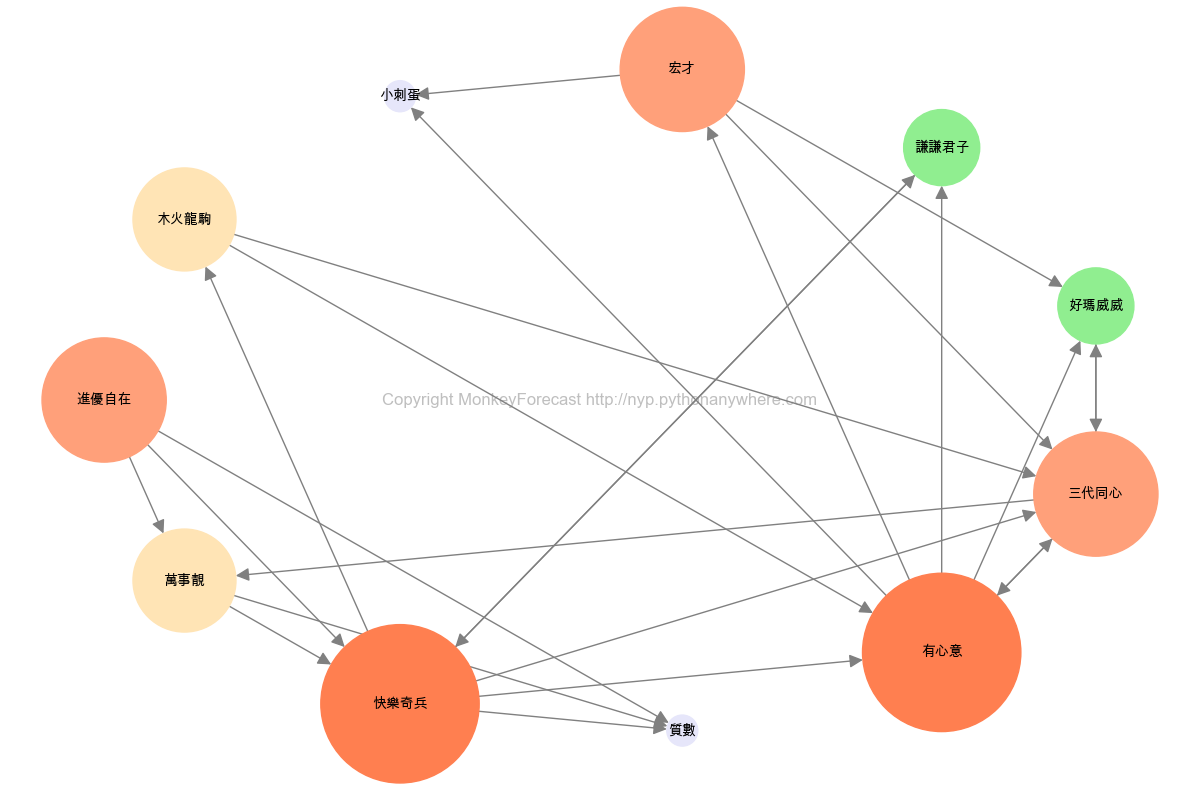 宏才
小刺蛋
謙謙君子
木火龍駒
好瑪威威
進優自在
Copyright MonkeyForecast http://nyp.pythonanywhere.com
三代同心
萬事靚
有心意
快樂奇兵
質數